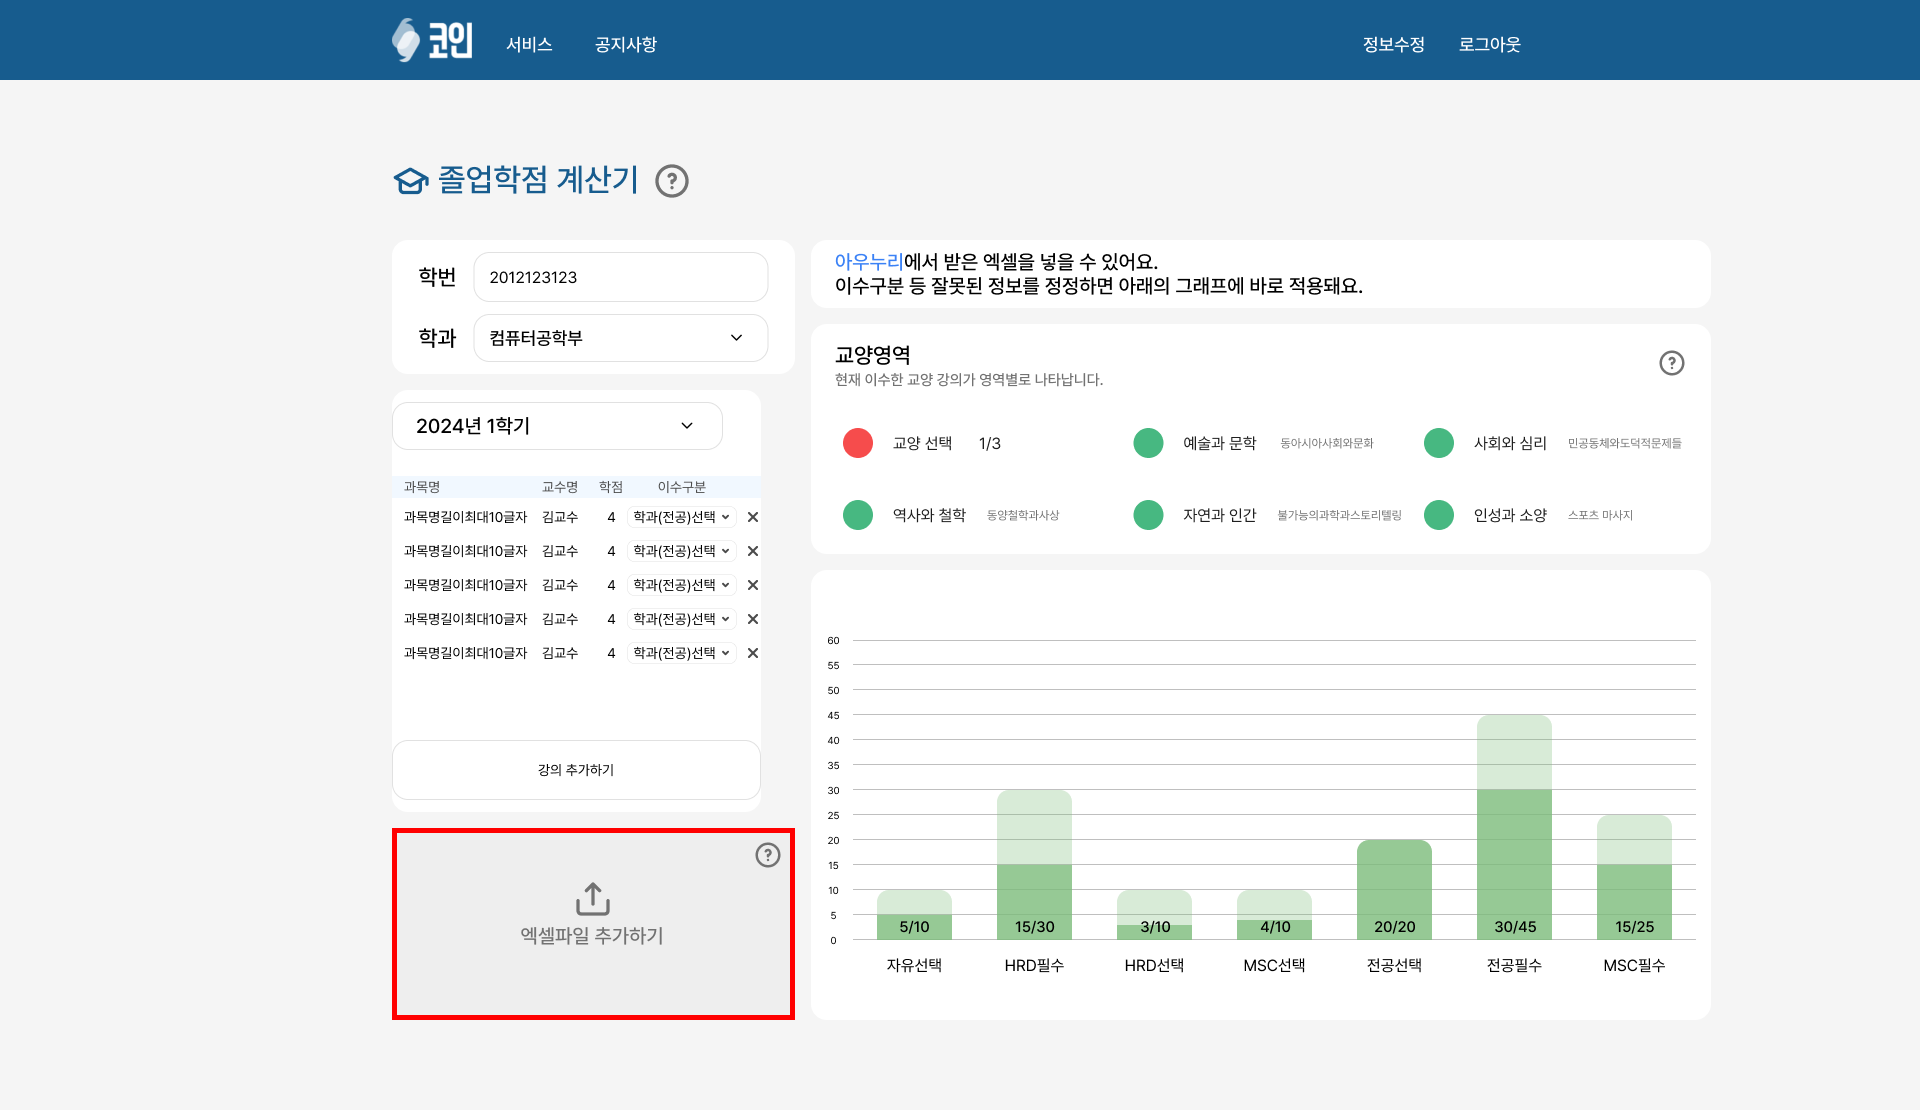 코인
서비스
공지사항
정보수정
로그아웃
졸업학점 계산기
?
학번
2012123123
학과
컴퓨터공학부
2024년 1학기
과목명 교수명 학점 이수구분
과목명길이최대10글자 김교수 4 학과(전공)선택
과목명길이최대10글자 김교수 4 학과(전공)선택
과목명길이최대10글자 김교수 4 학과(전공)선택
과목명길이최대10글자 김교수 4 학과(전공)선택
과목명길이최대10글자 김교수 4 학과(전공)선택
강의 추가하기
?
엑셀파일 추가하기
아우누리에서 받은 엑셀을 넣을 수 있어요.
이수구분 등 잘못된 정보를 정정하면 아래의 그래프에 바로 적용돼요.
교양영역
?
현재 이수한 교양 강의가 영역별로 나타납니다.
교양 선택 1/3
예술과 문학 동아시아사회와문화
사회와 심리 민공동체와도덕적문제들
역사와 철학 동양철학과사상
자연과 인간 불가능의과학과스토리텔링
인성과 소양 스포츠 마사지
60
55
50
45
40
35
30
25
20
15
10
5
0
5/10 15/30 3/10 4/10 20/20 30/45 15/25
자유선택 HRD필수 HRD선택 MSC선택 전공선택 전공필수 MSC필수